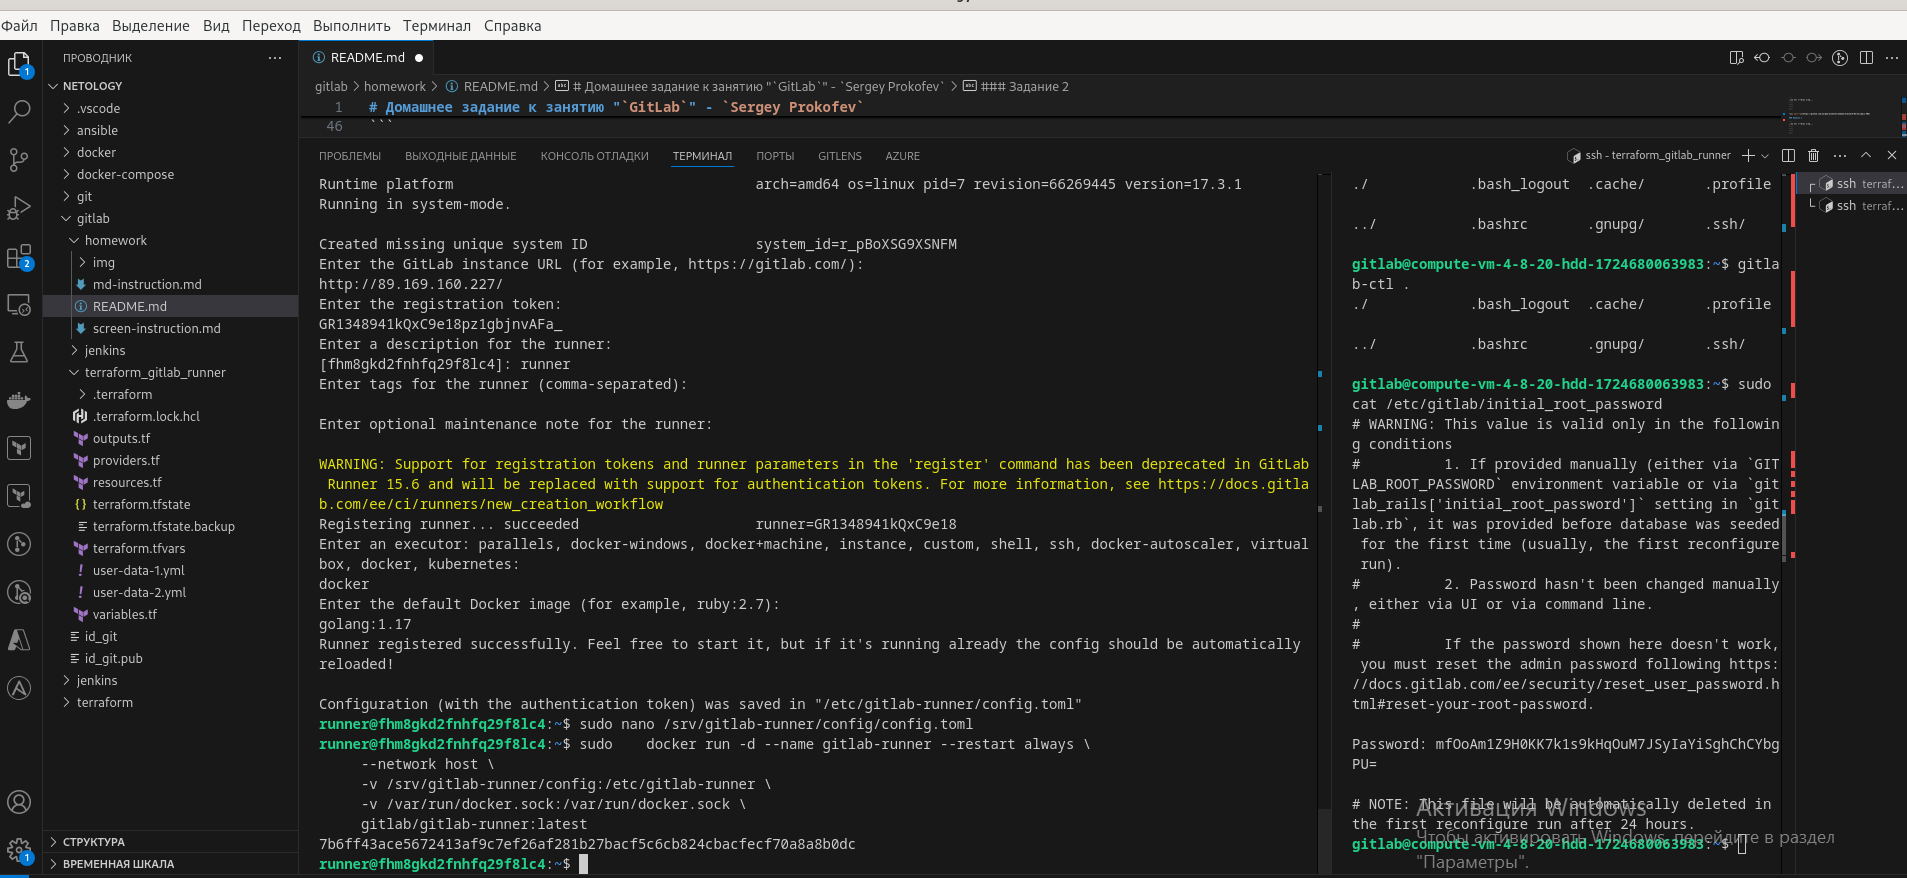 Файл Правка Выделение Вид Переход Выполнить Терминал Справка
ПРОВОДНИК
README.md
NETOLOGY
.vscode
ansible
docker
docker-compose
git
gitlab
homework
img
md-instruction.md
README.md
screen-instruction.md
jenkins
terraform_gitlab_runner
.terraform
.terraform.lock.hcl
outputs.tf
providers.tf
resources.tf
terraform.tfstate
terraform.tfstate.backup
terraform.tfvars
user-data-1.yml
user-data-2.yml
variables.tf
id_git
id_git.pub
jenkins
terraform
СТРУКТУРА
ВРЕМЕННАЯ ШКАЛА
1
2
1
gitlab > homework > README.md > # Домашнее задание к занятию "`GitLab`" - `Sergey Prokofev` > ### Задание 2
1 # Домашнее задание к занятию "`GitLab`" - `Sergey Prokofev`
46 ```
ПРОБЛЕМЫ ВЫХОДНЫЕ ДАННЫЕ КОНСОЛЬ ОТЛАДКИ ТЕРМИНАЛ ПОРТЫ GITLENS AZURE
ssh - terraform_gitlab_runner
Runtime platform arch=amd64 os=linux pid=7 revision=66269445 version=17.3.1
Running in system-mode.
Created missing unique system ID system_id=r_pBoXSG9XSNFM
Enter the GitLab instance URL (for example, https://gitlab.com/):
http://89.169.160.227/
Enter the registration token:
GR1348941kQxC9e18pz1gbjnvAFa_
Enter a description for the runner:
[fhm8gkd2fnhfq29f8lc4]: runner
Enter tags for the runner (comma-separated):
Enter optional maintenance note for the runner:
WARNING: Support for registration tokens and runner parameters in the 'register' command has been deprecated in GitLab
Runner 15.6 and will be replaced with support for authentication tokens. For more information, see https://docs.gitla
b.com/ee/ci/runners/new_creation_workflow
Registering runner... succeeded runner=GR1348941kQxC9e18
Enter an executor: parallels, docker-windows, docker+machine, instance, custom, shell, ssh, docker-autoscaler, virtual
box, docker, kubernetes:
docker
Enter the default Docker image (for example, ruby:2.7):
golang:1.17
Runner registered successfully. Feel free to start it, but if it's running already the config should be automatically
reloaded!
Configuration (with the authentication token) was saved in "/etc/gitlab-runner/config.toml"
runner@fhm8gkd2fnhfq29f8lc4:~$ sudo nano /srv/gitlab-runner/config/config.toml
runner@fhm8gkd2fnhfq29f8lc4:~$ sudo docker run -d --name gitlab-runner --restart always \
--network host \
-v /srv/gitlab-runner/config:/etc/gitlab-runner \
-v /var/run/docker.sock:/var/run/docker.sock \
gitlab/gitlab-runner:latest
7b6ff43ace5672413af9c7ef26af281b27bacf5c6cb824cbacfecf70a8a8b0dc
runner@fhm8gkd2fnhfq29f8lc4:~$
./ .bash_logout .cache/ .profile
../ .bashrc .gnupg/ .ssh/
gitlab@compute-vm-4-8-20-hdd-1724680063983:~$ gitla
b-ctl .
./ .bash_logout .cache/ .profile
../ .bashrc .gnupg/ .ssh/
gitlab@compute-vm-4-8-20-hdd-1724680063983:~$ sudo
cat /etc/gitlab/initial_root_password
# WARNING: This value is valid only in the followin
g conditions
# 1. If provided manually (either via `GIT
LAB_ROOT_PASSWORD` environment variable or via `git
lab_rails['initial_root_password']` setting in `git
lab.rb`, it was provided before database was seeded
for the first time (usually, the first reconfigure
run).
# 2. Password hasn't been changed manually
, either via UI or via command line.
#
# If the password shown here doesn't work,
you must reset the admin password following https:
//docs.gitlab.com/ee/security/reset_user_password.h
tml#reset-your-root-password.
Password: mfOoAm1Z9H0KK7k1s9kHqOuM7JSyIaYiSghChCYbg
PU=
# NOTE: This file will be automatically deleted in
the first reconfigure run after 24 hours.
gitlab@compute-vm-4-8-20-hdd-1724680063983:~$
ssh terraf...
ssh terraf...
Активация Windows
Чтобы активировать Windows, перейдите в раздел
"Параметры".